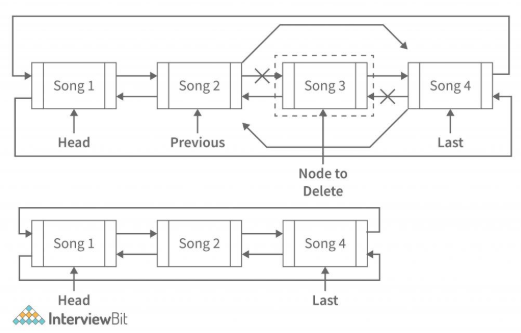 Song 1
Song 2
Song 3
Song 4
Head
Previous
Last
Node to
Delete
Song 1
Song 2
Song 4
Head
Last
InterviewBit